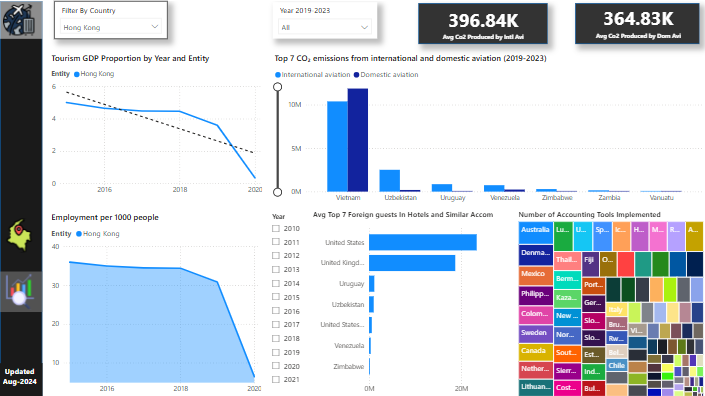 Filter By Country
Hong Kong
Year 2019-2023
All
396.84K
Avg Co2 Produced by Intl Avi
364.83K
Avg Co2 Produced by Dom Avi
Tourism GDP Proportion by Year and Entity
Entity Hong Kong
6
4
2
0
2016
2018
2020
Top 7 CO₂ emissions from international and domestic aviation (2019-2023)
International aviation Domestic aviation
10M
5M
0M
Vietnam
Uzbekistan
Uruguay
Venezuela
Zimbabwe
Zambia
Vanuatu
Employment per 1000 people
Entity Hong Kong
40
30
20
10
2016
2018
2020
Year
2010
2011
2012
2013
2014
2015
2016
2017
2018
2019
2020
2021
Avg Top 7 Foreign guests In Hotels and Similar Accom
United States
United Kingd...
Uruguay
Uzbekistan
United States...
Venezuela
Zimbabwe
0M
20M
Number of Accounting Tools Implemented
Australia
Denma...
Mexico
Philipp...
Colom...
Sweden
Canada
Nether...
Lithuan...
Lu...
Thail...
Berm...
Kaza...
New ...
Nor...
Sout...
Sierr...
Cost...
U...
Fiji
Port...
Ger...
Slo...
Slo...
Est...
Ind...
Bul...
Sp...
O...
Ic...
H...
M...
R...
A...
Italy
Bru...
Rw...
Bel...
Chile
Vi...
Updated
Aug-2024